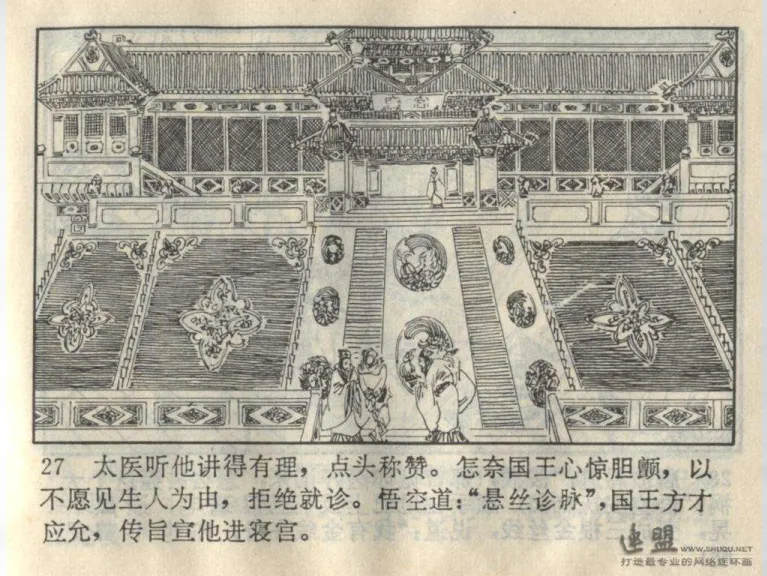 27 太医听他讲得有理，点头称赞。怎奈国王心惊胆颤，以
不愿见生人为由，拒绝就诊。悟空道：“悬丝诊脉”，国王方才
应允，传旨宣他进寝宫。
连盟 WWW.SHUQU.NET
打造最专业的网络连环画